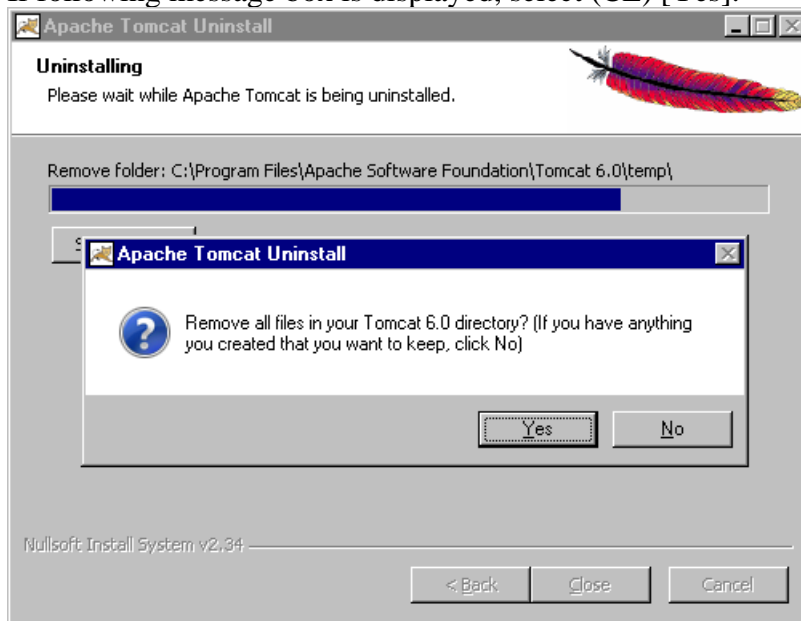 If following message box is displayed, select (CL) [Yes].
Apache Tomcat Uninstall
Uninstalling
Please wait while Apache Tomcat is being uninstalled.
Remove folder: C:\Program Files\Apache Software Foundation\Tomcat 6.0\temp\
Apache Tomcat Uninstall
Remove all files in your Tomcat 6.0 directory? (If you have anything
you created that you want to keep, click No)
Yes No
Nullsoft Install System v2.34
< Back Close Cancel